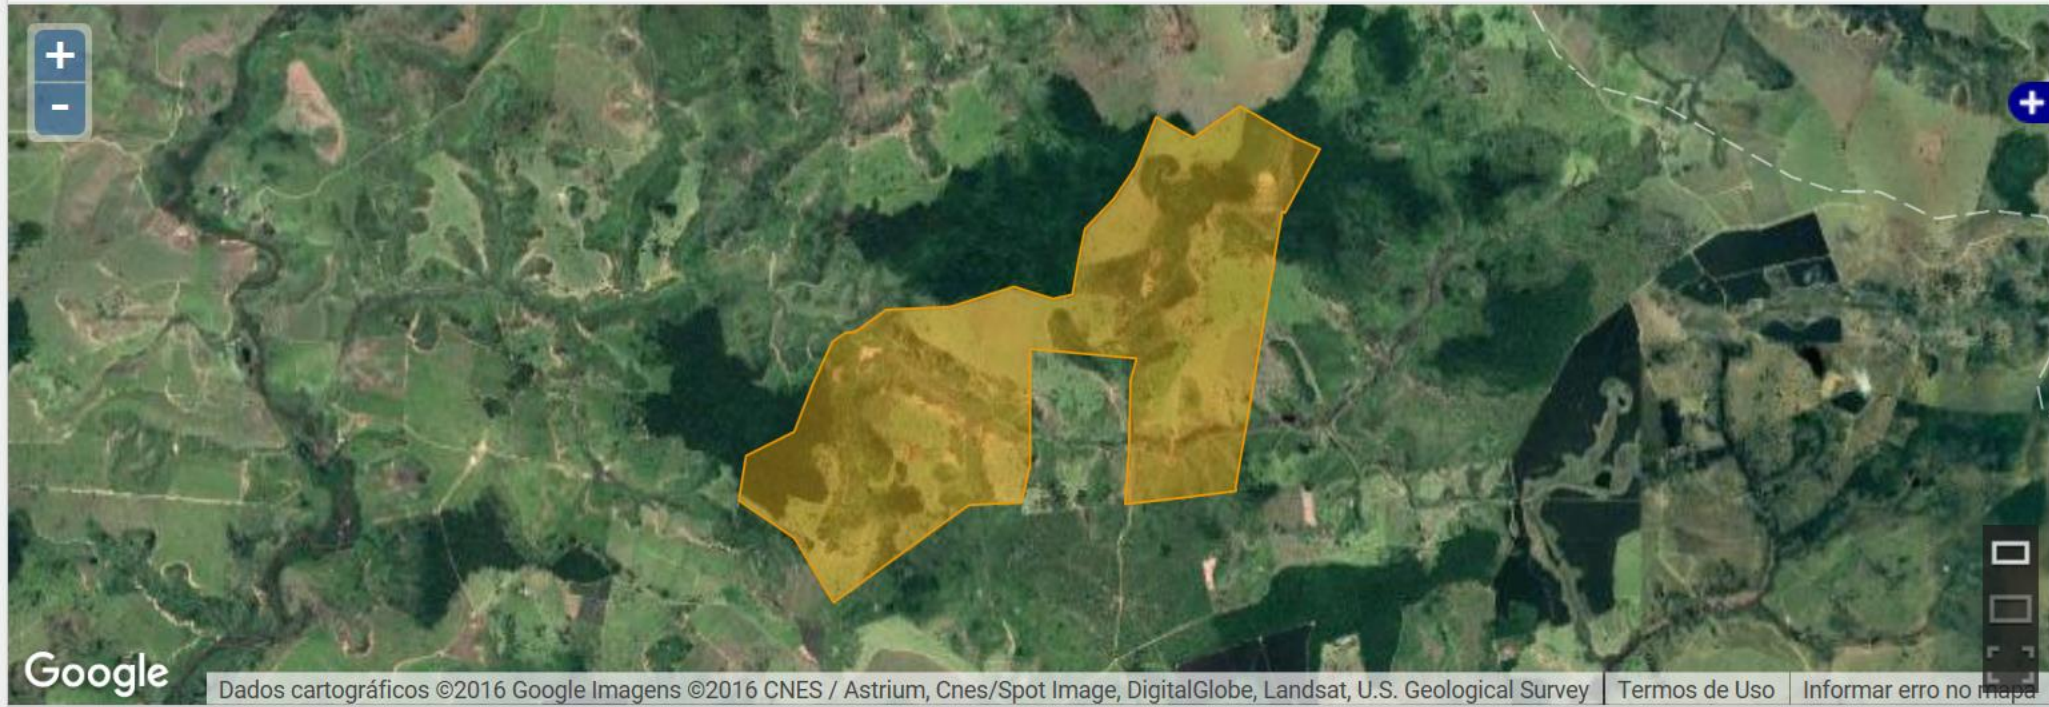 +
-
+
Google
Dados cartográficos ©2016 Google Imagens ©2016 CNES / Astrium, Cnes/Spot Image, DigitalGlobe, Landsat, U.S. Geological Survey
Termos de Uso
Informar erro no mapa